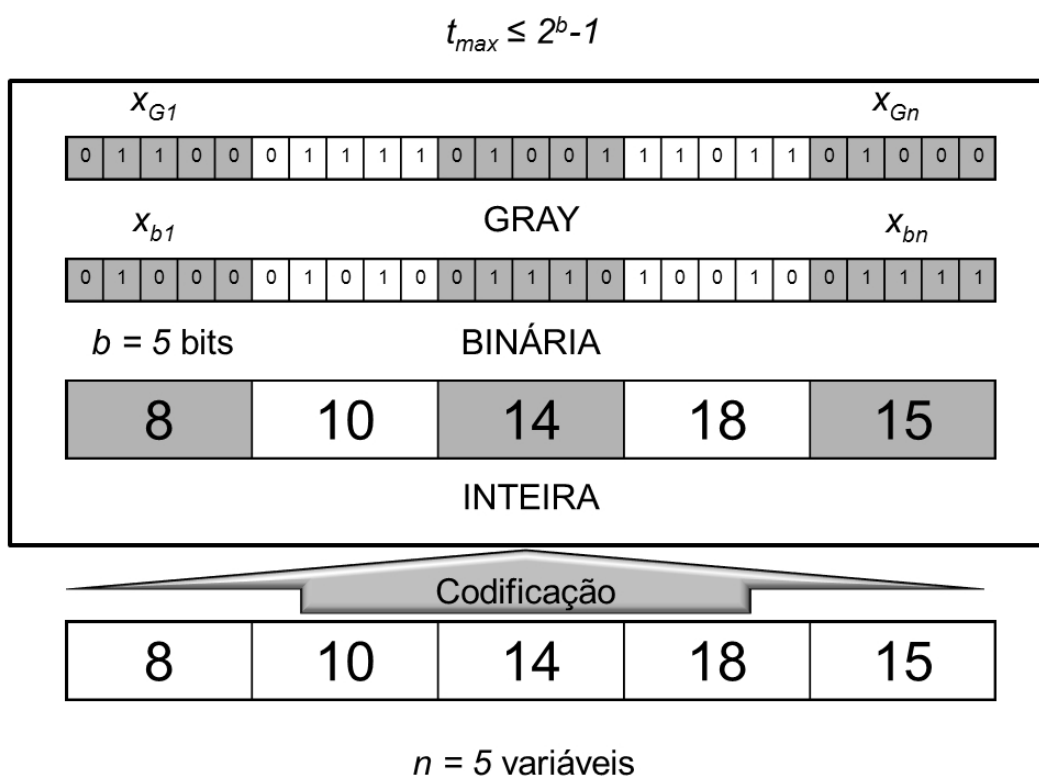 tmax ≤ 2^b-1
xG1 xGn
0 1 1 0 0 0 1 1 1 1 0 1 0 0 1 1 1 0 1 1 0 1 0 0 0
GRAY
xb1 xbn
0 1 0 0 0 0 1 0 1 0 0 1 1 1 0 1 0 0 1 0 0 1 1 1 1
b = 5 bits BINÁRIA
8 10 14 18 15
INTEIRA
Codificação
8 10 14 18 15
n = 5 variáveis